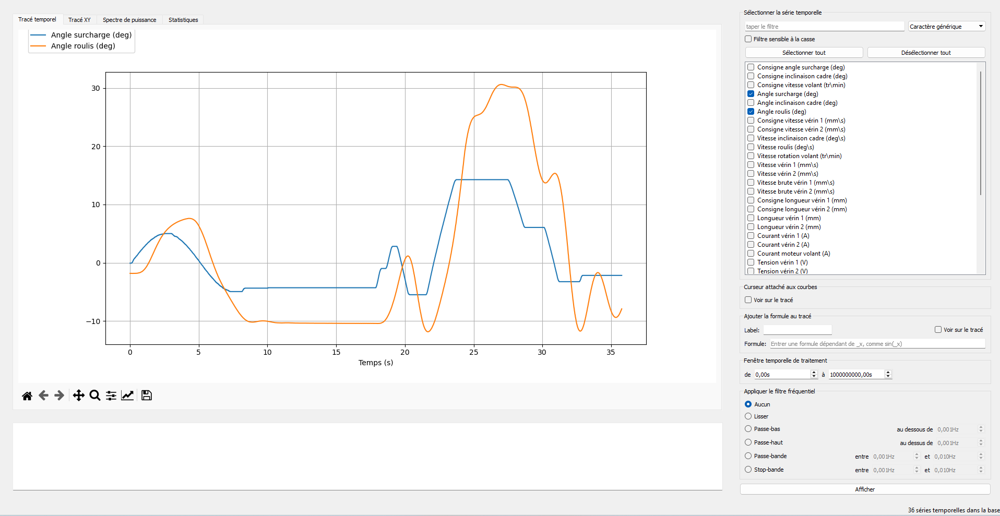 Tracé temporel
Tracé XY
Spectre de puissance
Statistiques
Angle surcharge (deg)
Angle roulis (deg)
30
20
10
0
−10
0
5
10
15
20
25
30
35
Temps (s)
Sélectionner la série temporelle
taper le filtre
Caractère générique
Fiiltre sensible à la casse
Sélectionner tout
Désélectionner tout
Consigne angle surcharge (deg)
Consigne inclinaison cadre (deg)
Consigne vitesse volant (tr\min)
Angle surcharge (deg)
Angle inclinaison cadre (deg)
Angle roulis (deg)
Consigne vitesse vérin 1 (mm\s)
Consigne vitesse vérin 2 (mm\s)
Vitesse inclinaison cadre (deg\s)
Vitesse roulis (deg\s)
Vitesse rotation volant (tr\min)
Vitesse vérin 1 (mm\s)
Vitesse vérin 2 (mm\s)
Vitesse brute vérin 1 (mm\s)
Vitesse brute vérin 2 (mm\s)
Consigne longueur vérin 1 (mm)
Consigne longueur vérin 2 (mm)
Longueur vérin 1 (mm)
Longueur vérin 2 (mm)
Courant vérin 1 (A)
Courant vérin 2 (A)
Courant moteur volant (A)
Tension vérin 1 (V)
Tension vérin 2 (V)
Curseur attaché aux courbes
Voir sur le tracé
Ajouter la formule au tracé
Label:
Voir sur le tracé
Formule: Entrer une formule dépendant de _x, comme sin(_x)
Fenêtre temporelle de traitement
de 0,00s à 1000000000,00s
Appliquer le filtre fréquentiel
Aucun
Lisser
Passe-bas au dessous de 0,001Hz
Passe-haut au dessus de 0,001Hz
Passe-bande entre 0,001Hz et 0,010Hz
Stop-bande entre 0,001Hz et 0,010Hz
Afficher
36 séries temporelles dans la base